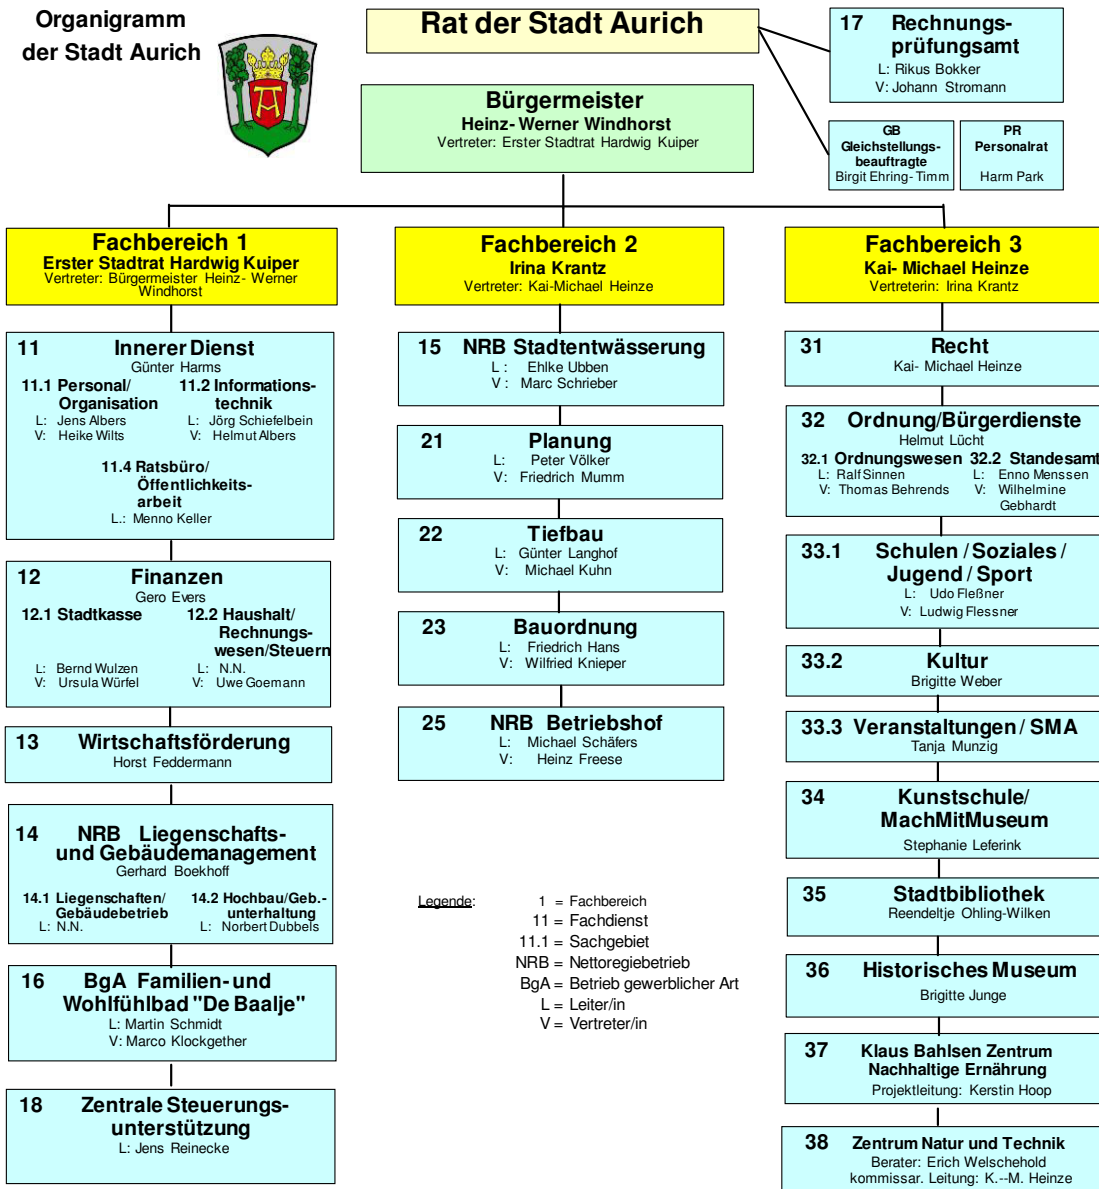 Organigramm
der Stadt Aurich
Rat der Stadt Aurich
17 Rechnungs-
prüfungsamt
L: Rikus Bokker
V: Johann Stromann
Bürgermeister
Heinz- Werner Windhorst
Vertreter: Erster Stadtrat Hardwig Kuiper
GB
Gleichstellungs-
beauftragte
Birgit Ehring- Timm
PR
Personalrat
Harm Park
Fachbereich 1
Erster Stadtrat Hardwig Kuiper
Vertreter: Bürgermeister Heinz- Werner
Windhorst
11 Innerer Dienst
Günter Harms
11.1 Personal/
Organisation
L: Jens Albers
V: Heike Wilts
11.2 Informations-
technik
L: Jörg Schiefelbein
V: Helmut Albers
11.4 Ratsbüro/
Öffentlichkeits-
arbeit
L.: Menno Keller
12 Finanzen
Gero Evers
12.1 Stadtkasse
L: Bernd Wulzen
V: Ursula Würfel
12.2 Haushalt/
Rechnungs-
wesen/Steuern
L: N.N.
V: Uwe Goemann
13 Wirtschaftsförderung
Horst Feddermann
14 NRB Liegenschafts-
und Gebäudemanagement
Gerhard Boekhoff
14.1 Liegenschaften/
Gebäudebetrieb
L: N.N.
14.2 Hochbau/Geb.-
unterhaltung
L: Norbert Dubbels
16 BgA Familien- und
Wohlfühlbad "De Baalje"
L: Martin Schmidt
V: Marco Klockgether
18 Zentrale Steuerungs-
unterstützung
L: Jens Reinecke
Fachbereich 2
Irina Krantz
Vertreter: Kai-Michael Heinze
15 NRB Stadtentwässerung
L : Ehlke Ubben
V : Marc Schrieber
21 Planung
L: Peter Völker
V: Friedrich Mumm
22 Tiefbau
L: Günter Langhof
V: Michael Kuhn
23 Bauordnung
L: Friedrich Hans
V: Wilfried Knieper
25 NRB Betriebshof
L: Michael Schäfers
V: Heinz Freese
Legende: 1 = Fachbereich
11 = Fachdienst
11.1 = Sachgebiet
NRB = Nettoregiebetrieb
BgA = Betrieb gewerblicher Art
L = Leiter/in
V = Vertreter/in
Fachbereich 3
Kai- Michael Heinze
Vertreterin: Irina Krantz
31 Recht
Kai- Michael Heinze
32 Ordnung/Bürgerdienste
Helmut Lücht
32.1 Ordnungswesen
L: Ralf Sinnen
V: Thomas Behrends
32.2 Standesamt
L: Enno Menssen
V: Wilhelmine
Gebhardt
33.1 Schulen / Soziales /
Jugend / Sport
L: Udo Fleßner
V: Ludwig Flessner
33.2 Kultur
Brigitte Weber
33.3 Veranstaltungen / SMA
Tanja Munzig
34 Kunstschule/
MachMitMuseum
Stephanie Leferink
35 Stadtbibliothek
Reendeltje Ohling-Wilken
36 Historisches Museum
Brigitte Junge
37 Klaus Bahlsen Zentrum
Nachhaltige Ernährung
Projektleitung: Kerstin Hoop
38 Zentrum Natur und Technik
Berater: Erich Welschehold
kommissar. Leitung: K.--M. Heinze